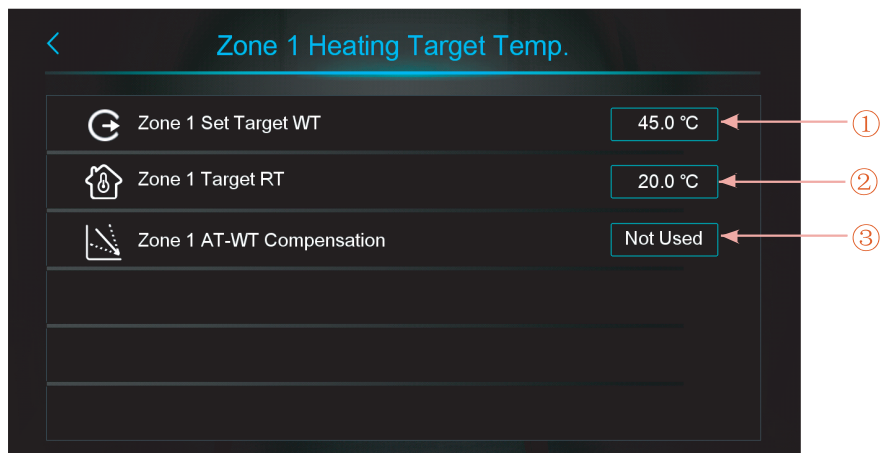 Zone 1 Heating Target Temp.
Zone 1 Set Target WT 45.0 ℃ ①
Zone 1 Target RT 20.0 ℃ ②
Zone 1 AT-WT Compensation Not Used ③